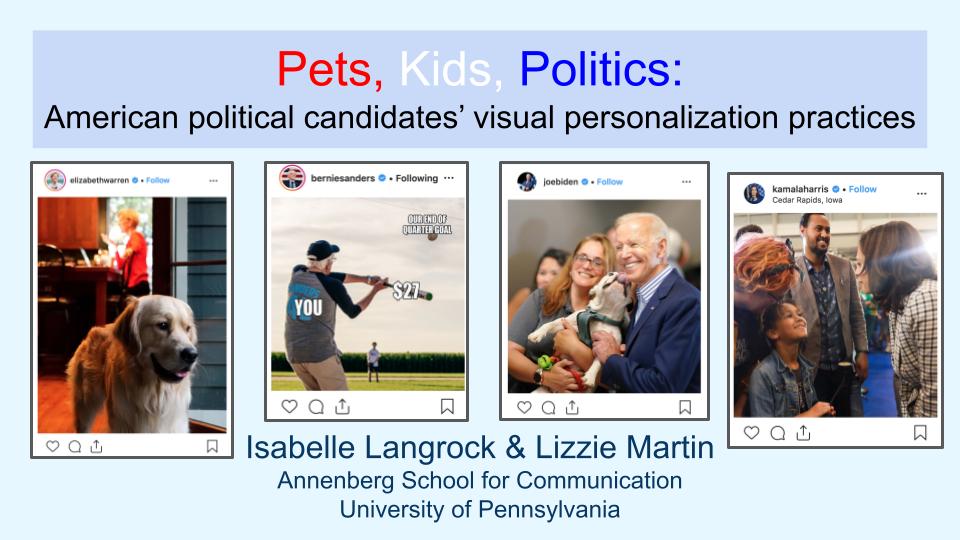 Pets, Kids, Politics:
American political candidates’ visual personalization practices
elizabethwarren • Follow
berniesanders • Following
OUR END OF
QUARTER GOAL
$27
YOU
joebiden • Follow
kamalaharris • Follow
Cedar Rapids, Iowa
Isabelle Langrock & Lizzie Martin
Annenberg School for Communication
University of Pennsylvania